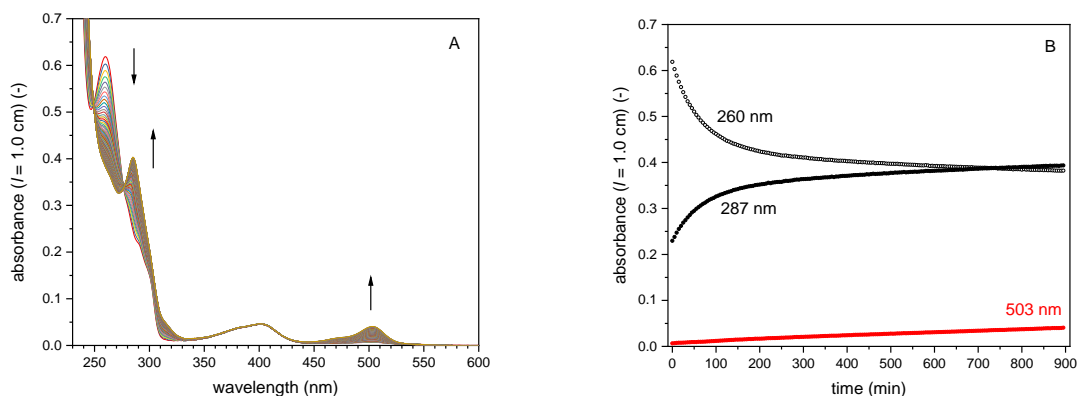 A
0.7
0.6
0.5
0.4
0.3
0.2
0.1
0.0
absorbance (l = 1.0 cm) (-)
250 300 350 400 450 500 550 600
wavelength (nm)
B
0.7
0.6
0.5
0.4
0.3
0.2
0.1
0.0
absorbance (l = 1.0 cm) (-)
260 nm
287 nm
503 nm
0 100 200 300 400 500 600 700 800 900
time (min)